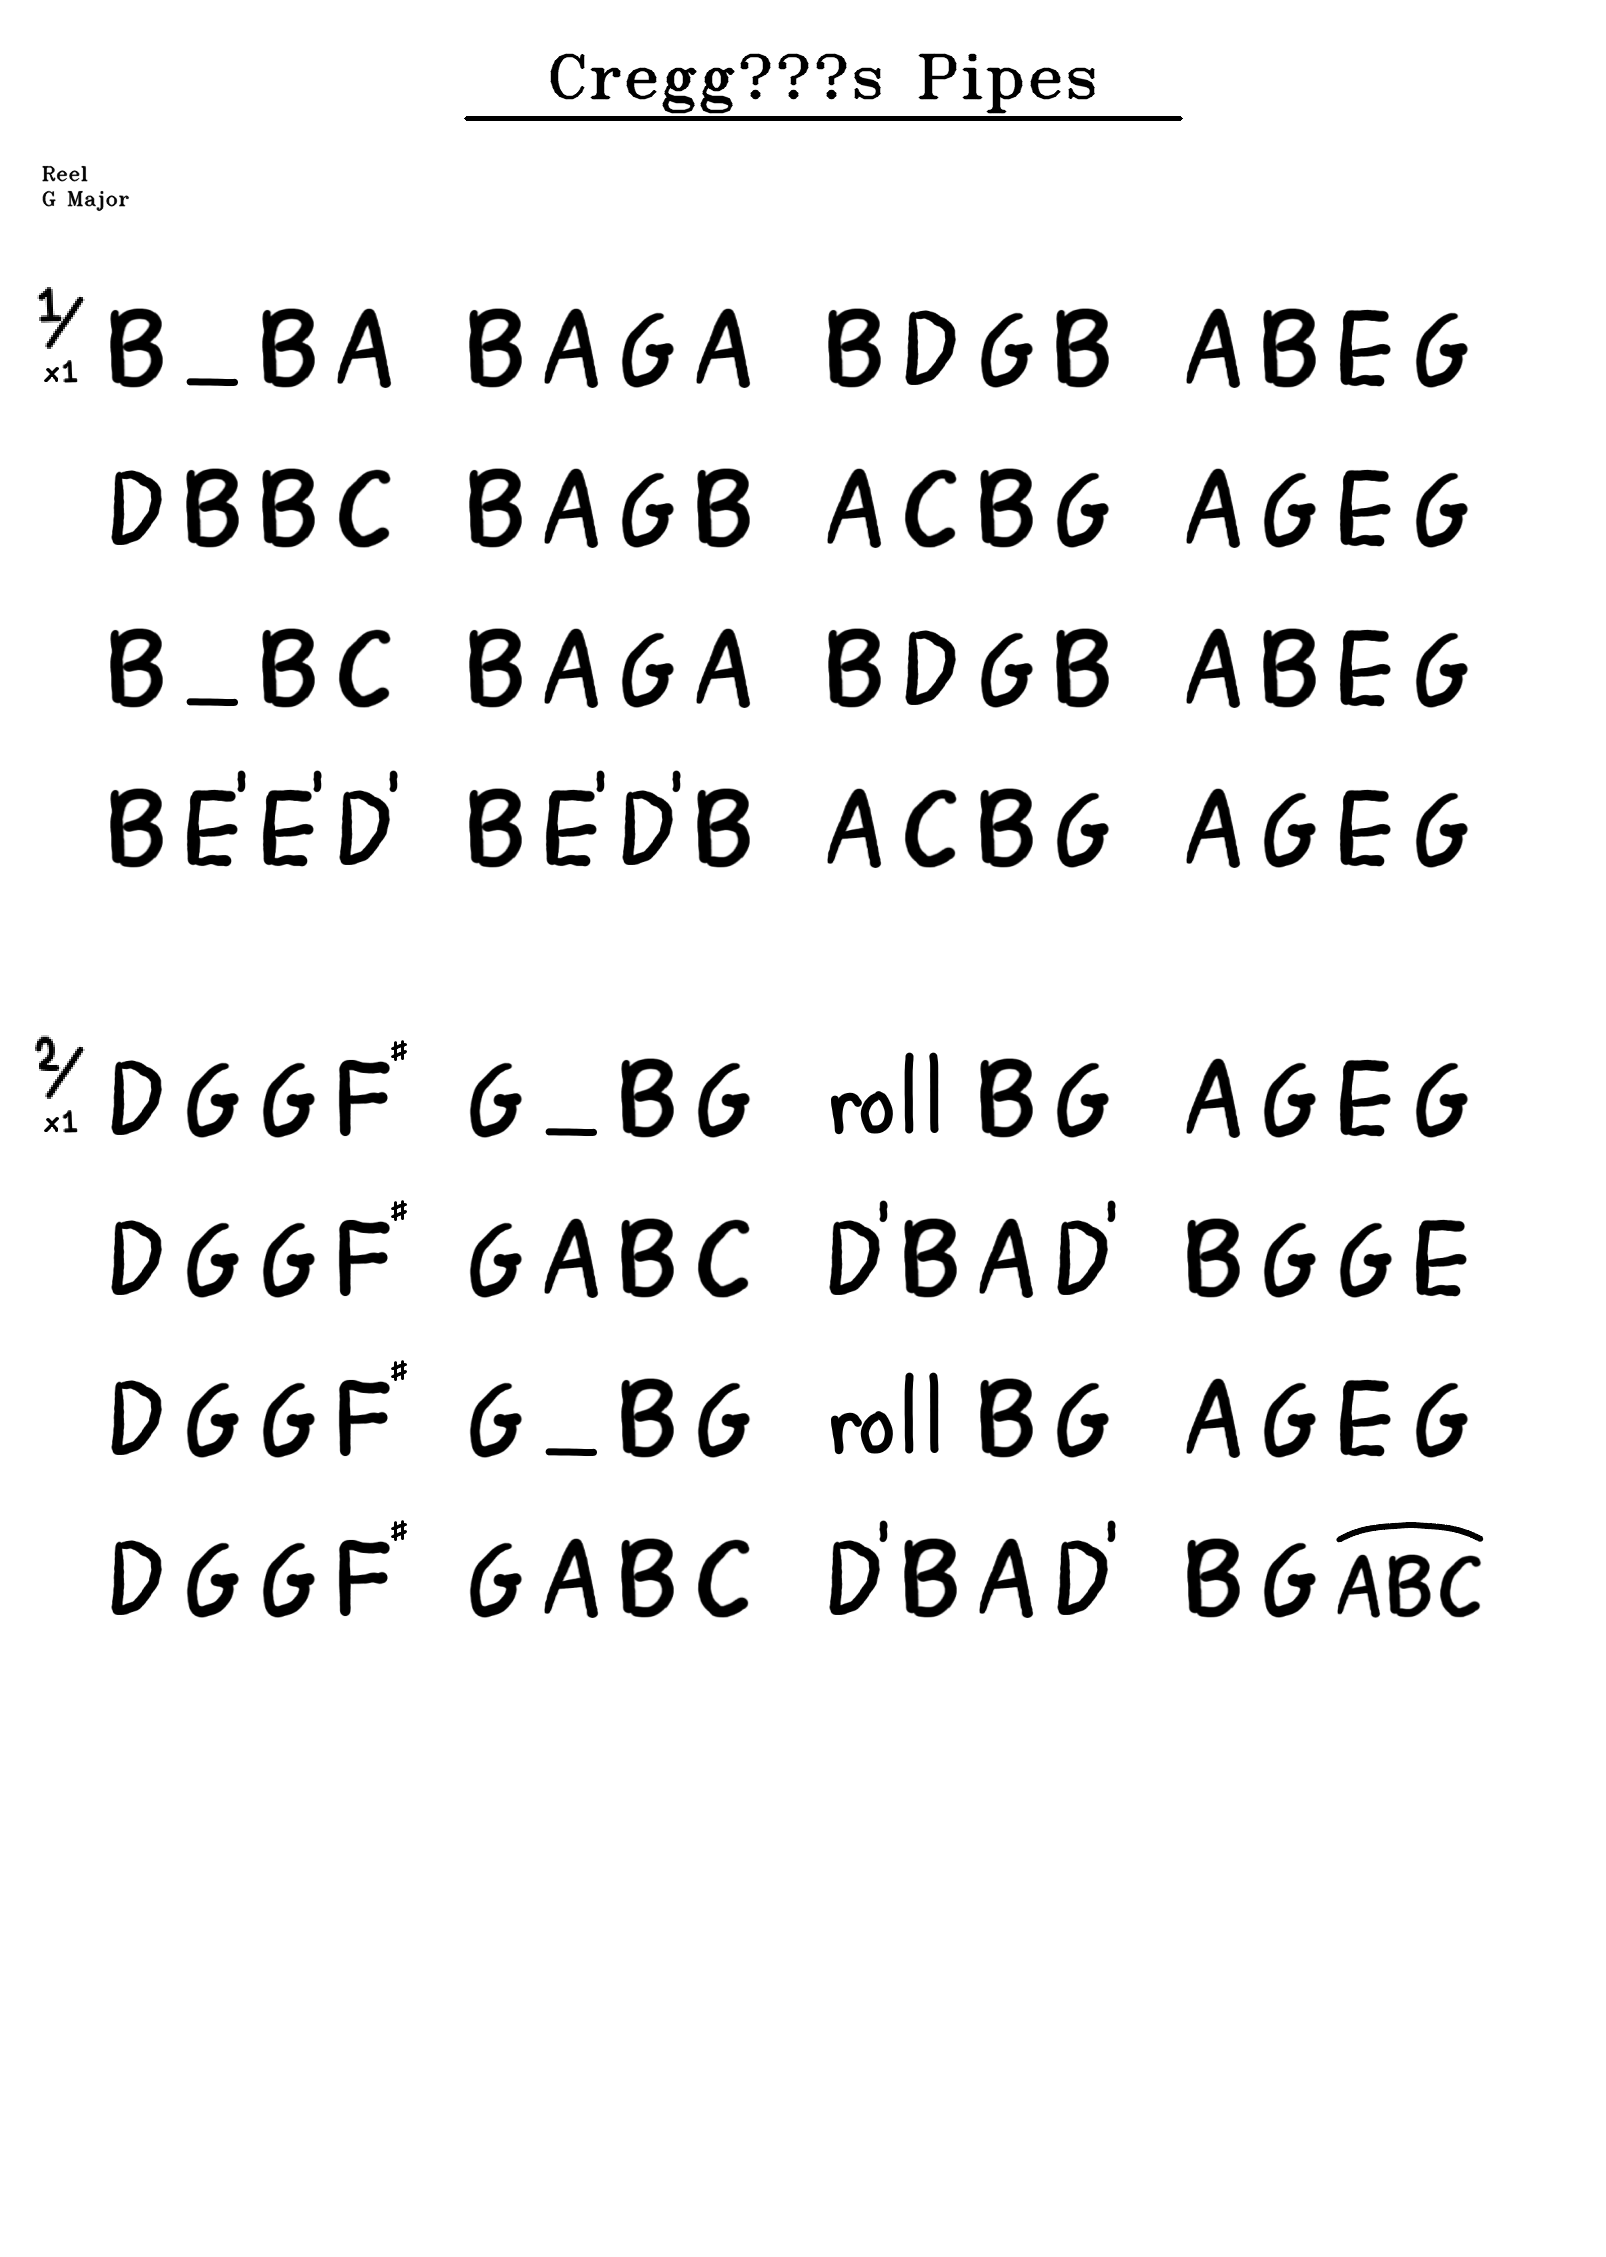 Cregg???s Pipes
Reel
G Major
1/ x1 B_BA BAGA BDGB ABEG
DBBC BAGB ACBG AGEG
B_BC BAGA BDGB ABEG
BE'E'D' BE'D'B ACBG AGEG
2/ x1 DGGF♯ G_BG roll BG AGEG
DGGF♯ GABC D'BAD' BGGE
DGGF♯ G_BG roll BG AGEG
DGGF♯ GABC D'BAD' BGABC